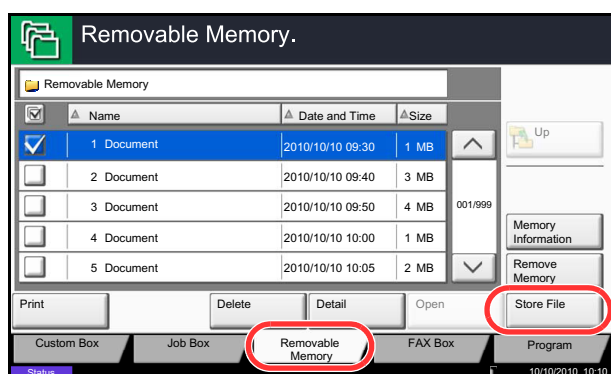 Removable Memory.
Removable Memory
Name Date and Time Size
1 Document 2010/10/10 09:30 1 MB
2 Document 2010/10/10 09:40 3 MB
3 Document 2010/10/10 09:50 4 MB
4 Document 2010/10/10 10:00 1 MB
5 Document 2010/10/10 10:05 2 MB
001/999
Up
Memory
Information
Remove
Memory
Print Delete Detail Open Store File
Custom Box Job Box Removable
Memory FAX Box Program
Status 10/10/2010 10:10